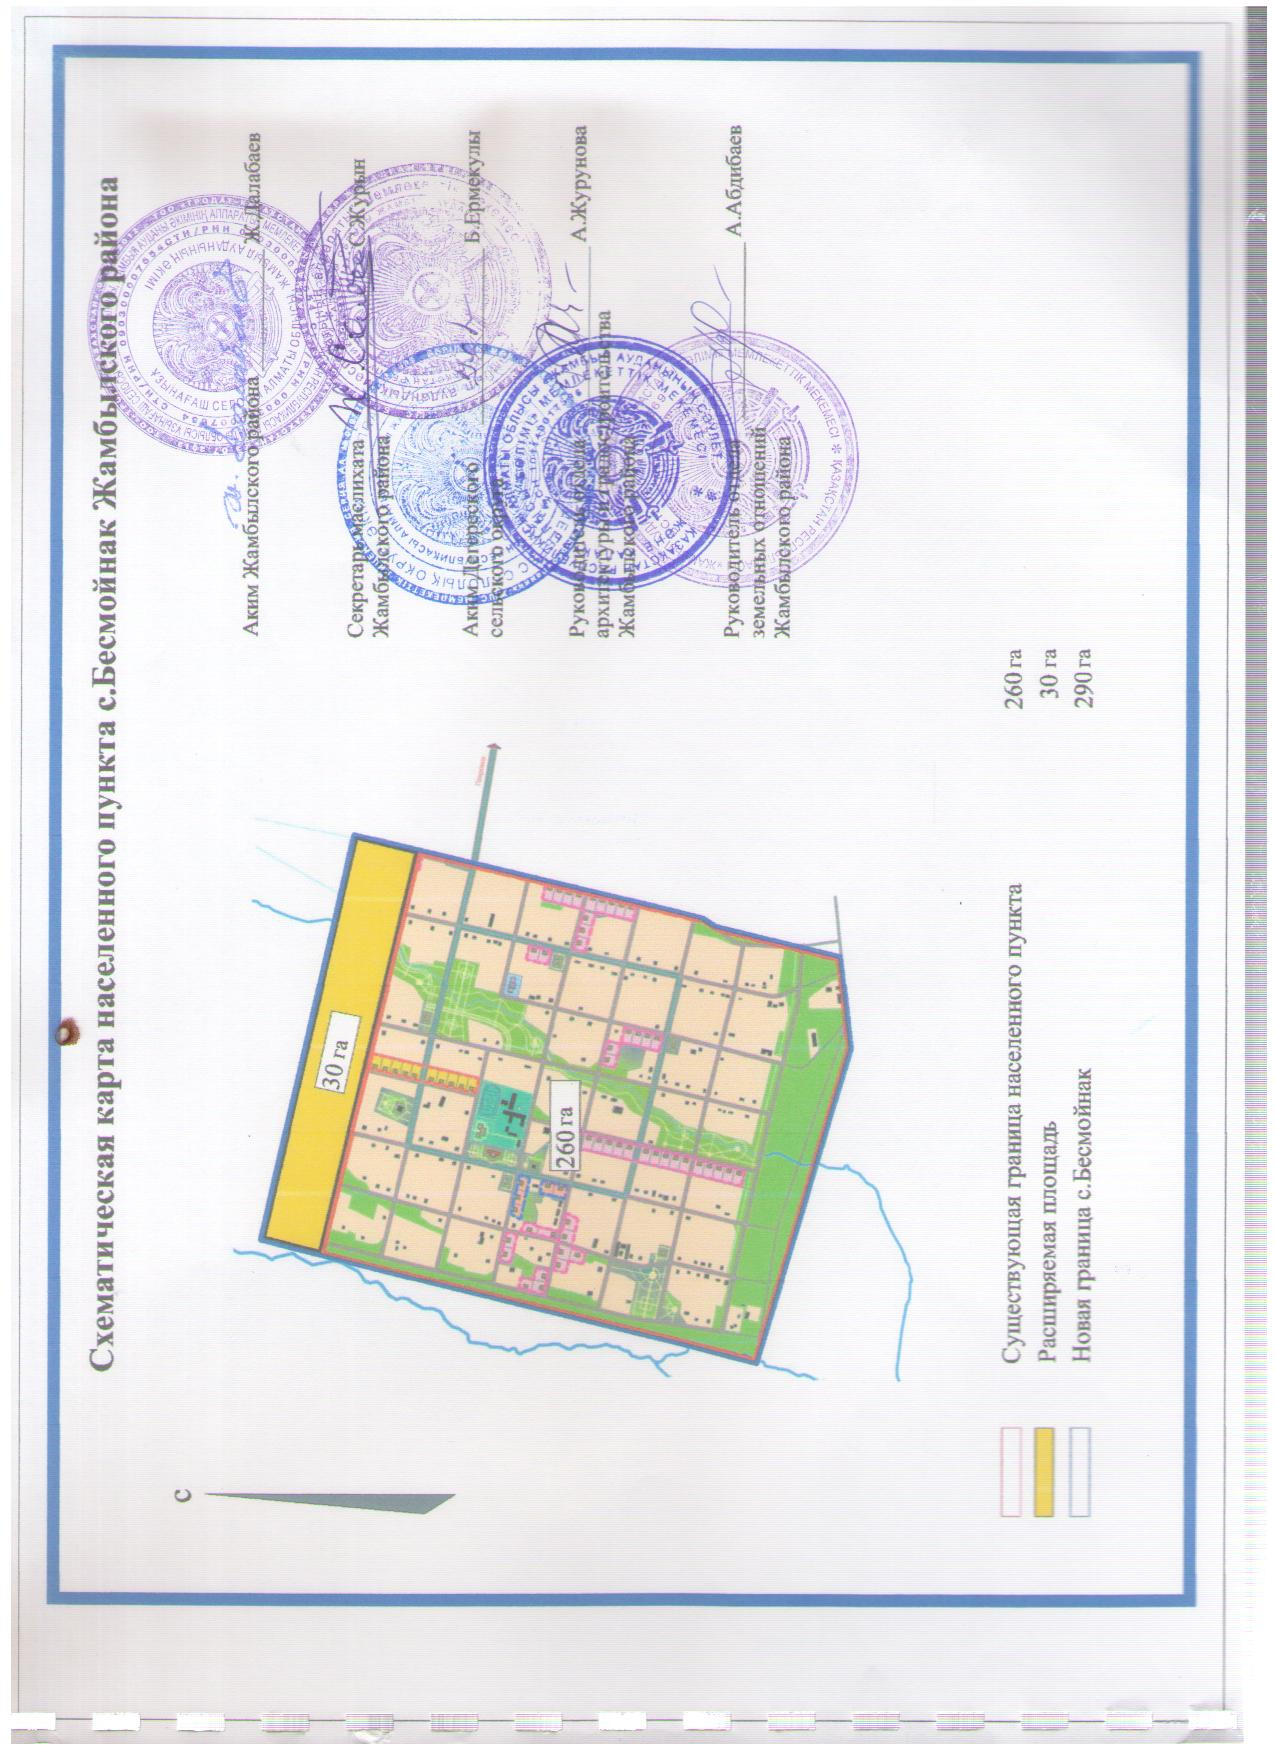 Схематическая карта населенного пункта с.Бесмойнак Жамбылского района
Аким Жамбылского района Ж.Далабаев
Секретарь маслихата
Жамбылского района С.Журын
Аким Дегересского
сельского округа Б.Ермекулы
Руководитель отдела
архитектуры и градостроительства
Жамбылского района А.Журунова
Руководитель отдела
земельных отношений
Жамбылского района А.Абдибаев
С
30 га
260 га
Существующая граница населенного пункта 260 га
Расширяемая площадь 30 га
Новая граница с.Бесмойнак 290 га